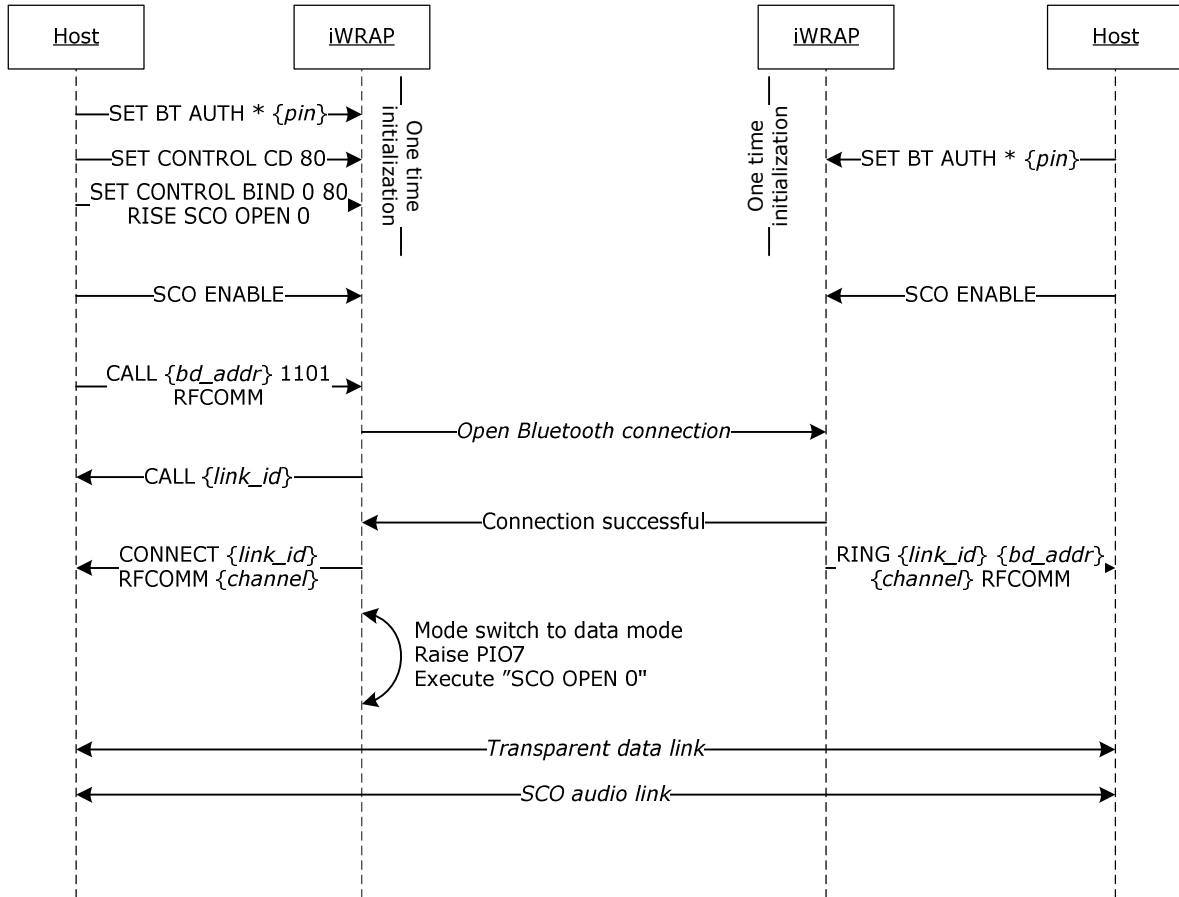 Host
iWRAP
iWRAP
Host
SET BT AUTH * {pin}
One time
initialization
One time
initialization
SET CONTROL CD 80
SET BT AUTH * {pin}
SET CONTROL BIND 0 80
RISE SCO OPEN 0
SCO ENABLE
SCO ENABLE
CALL {bd_addr} 1101
RFCOMM
Open Bluetooth connection
CALL {link_id}
Connection successful
CONNECT {link_id}
RFCOMM {channel}
RING {link_id} {bd_addr}
{channel} RFCOMM
Mode switch to data mode
Raise PIO7
Execute ”SCO OPEN 0"
Transparent data link
SCO audio link